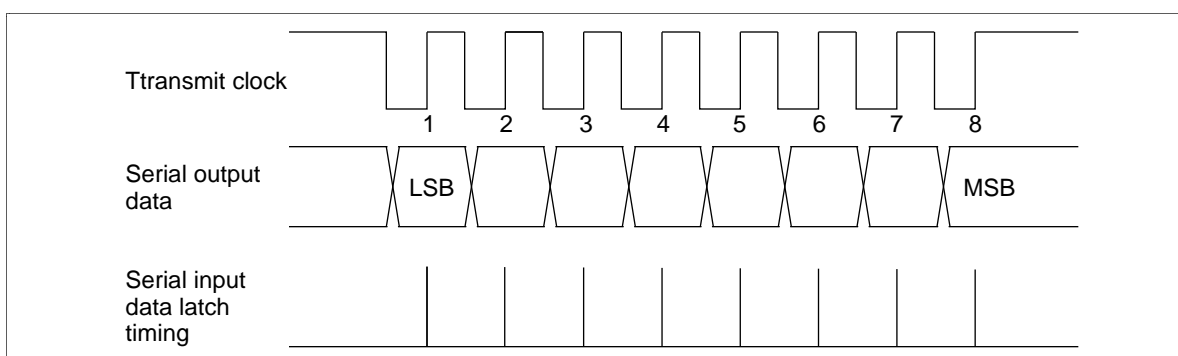 Ttransmit clock
1 2 3 4 5 6 7 8
Serial output
data
LSB
MSB
Serial input
data latch
timing